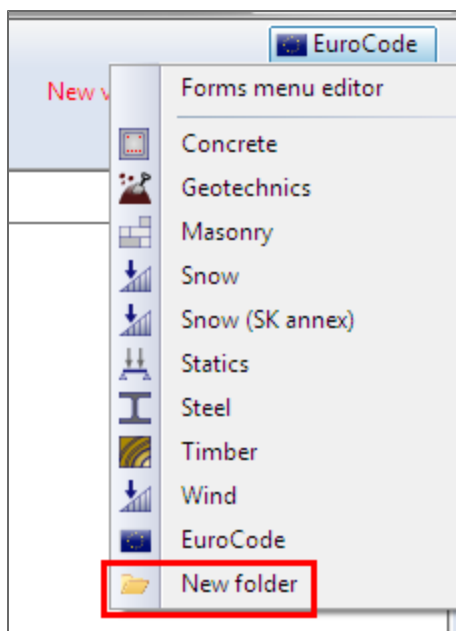 EuroCode
New
Forms menu editor
Concrete
Geotechnics
Masonry
Snow
Snow (SK annex)
Statics
Steel
Timber
Wind
EuroCode
New folder